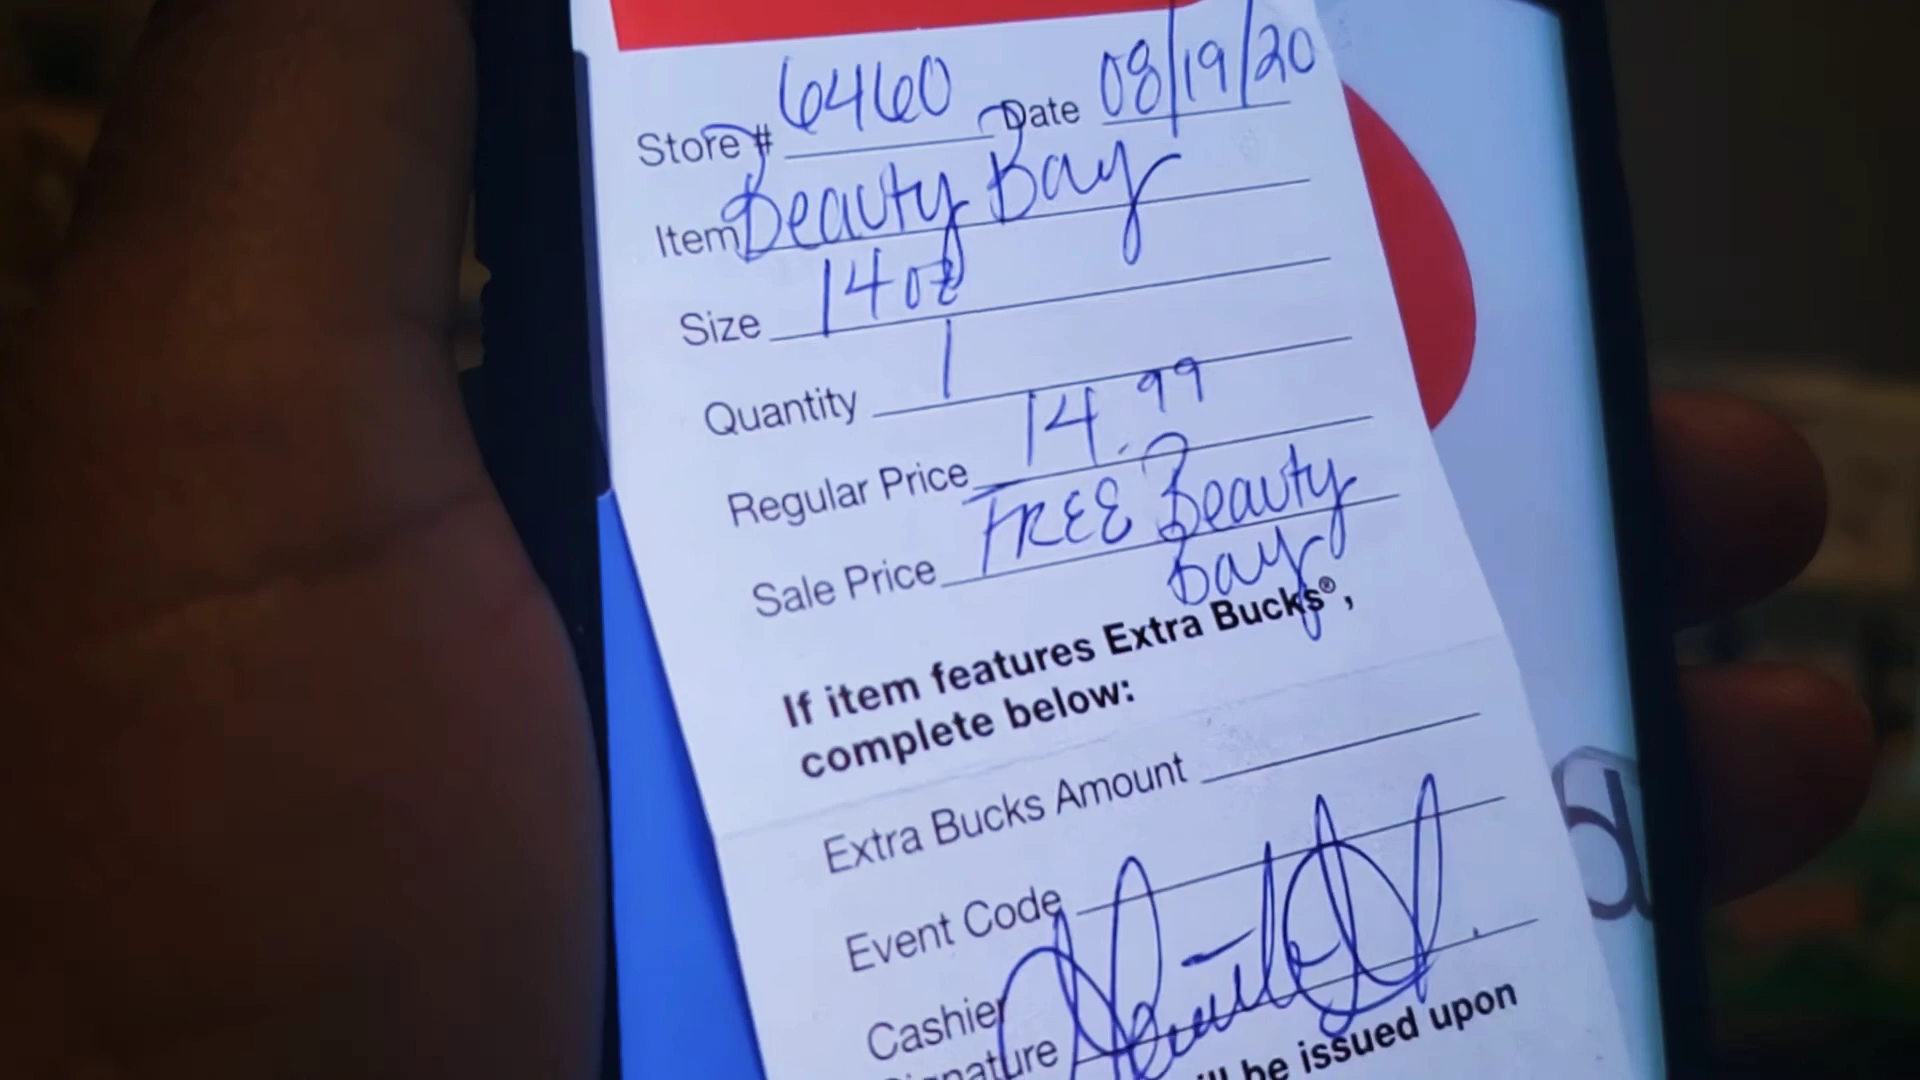 Store # 6460 Date 08/19/20
Item Beauty Bay
Size 14oz
Quantity 1
Regular Price 14.99
Sale Price FREE Beauty
Bay
If item features Extra Bucks®,
complete below:
Extra Bucks Amount
Event Code
Cashier
be issued upon